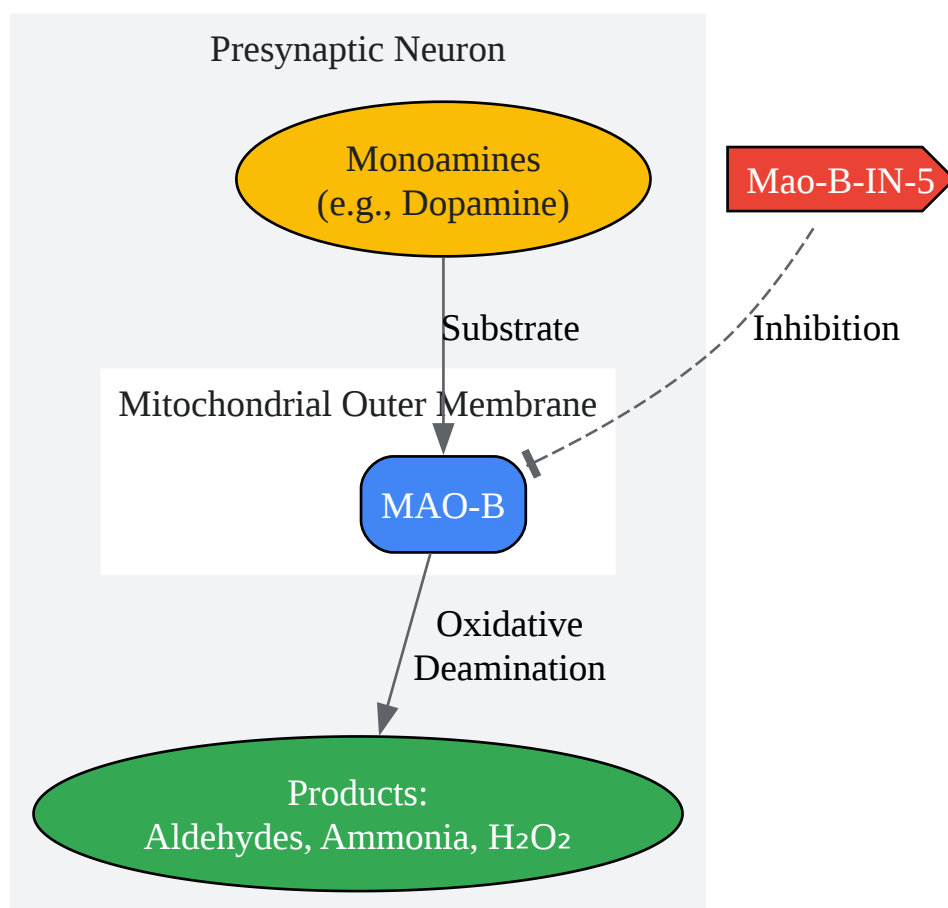 Presynaptic Neuron
Monoamines
(e.g., Dopamine)
Mao-B-IN-5
Substrate
Inhibition
Mitochondrial Outer Membrane
MAO-B
Oxidative
Deamination
Products:
Aldehydes, Ammonia, H₂O₂